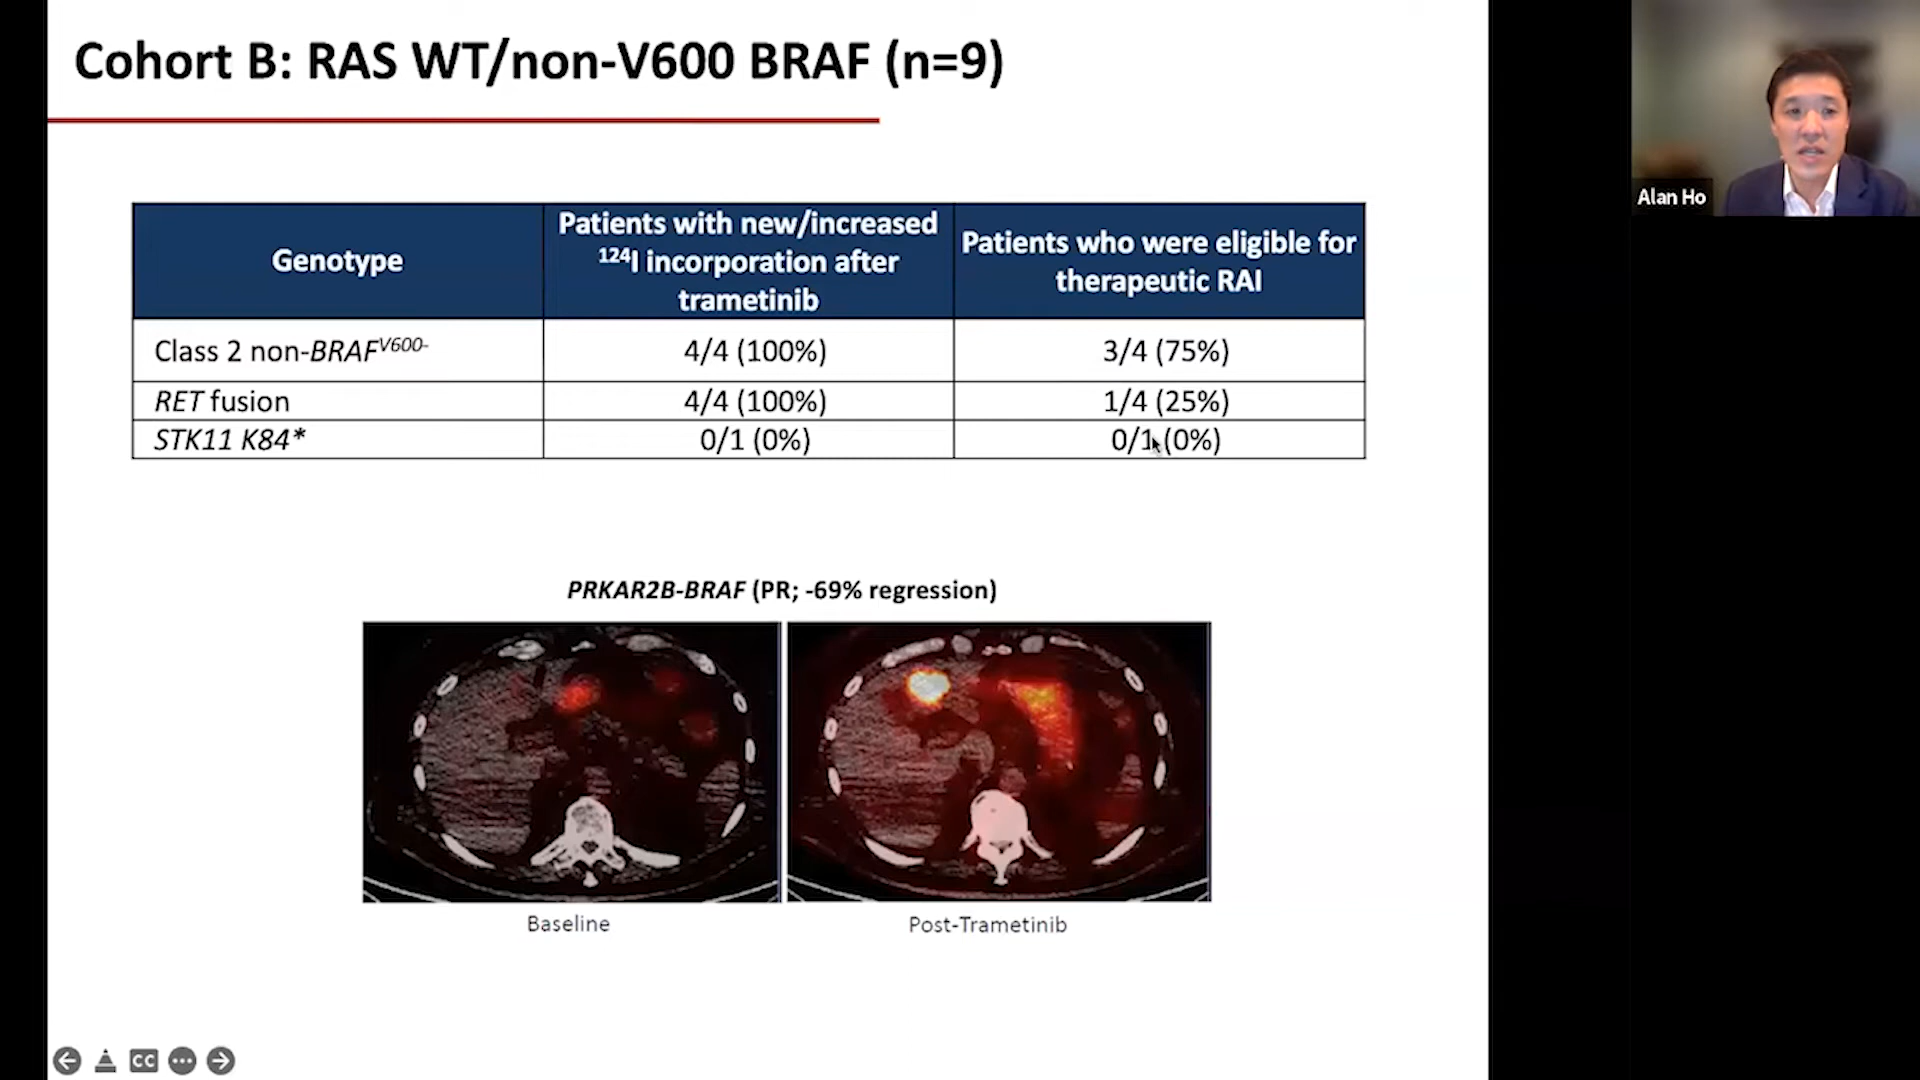 Cohort B: RAS WT/non-V600 BRAF (n=9)
Alan Ho
Genotype
Patients with new/increased
¹²⁴I incorporation after
trametinib
Patients who were eligible for
therapeutic RAI
Class 2 non-BRAFV600-
4/4 (100%)
3/4 (75%)
RET fusion
4/4 (100%)
1/4 (25%)
STK11 K84*
0/1 (0%)
0/1 (0%)
PRKAR2B-BRAF (PR; -69% regression)
Baseline
Post-Trametinib
CC